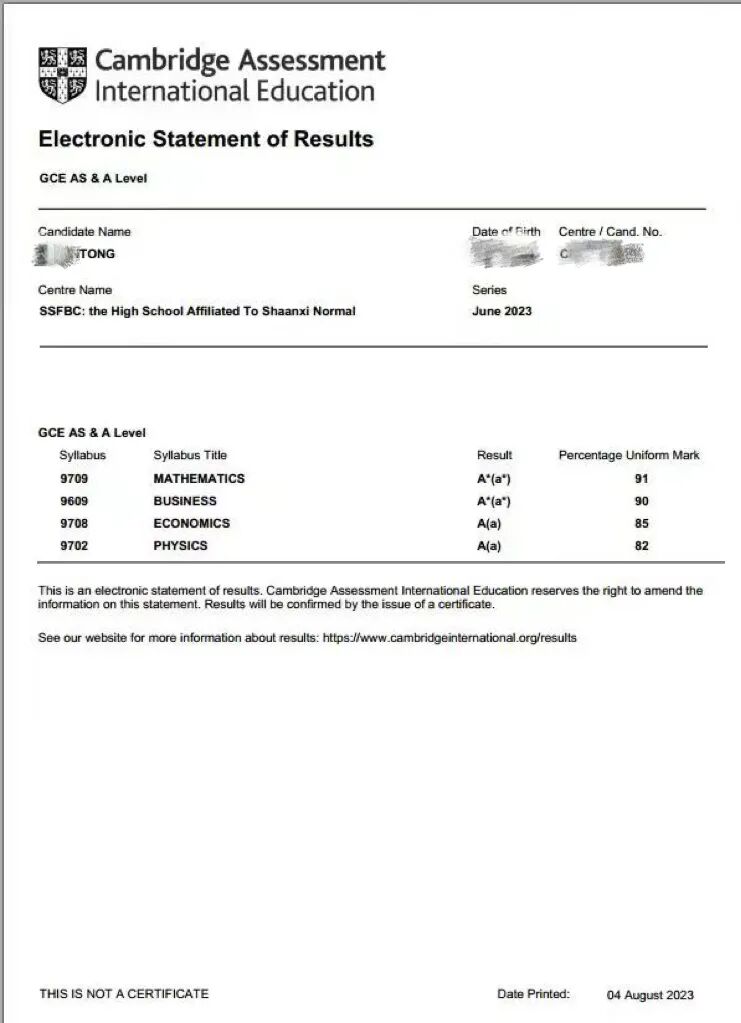 Cambridge Assessment
International Education
Electronic Statement of Results
GCE AS & A Level
Candidate Name Date of Birth Centre / Cand. No.
TONG
Centre Name Series
SSFBC: the High School Affiliated To Shaanxi Normal June 2023
GCE AS & A Level
Syllabus Syllabus Title Result Percentage Uniform Mark
9709 MATHEMATICS A*(a*) 91
9609 BUSINESS A*(a*) 90
9708 ECONOMICS A(a) 85
9702 PHYSICS A(a) 82
This is an electronic statement of results. Cambridge Assessment International Education reserves the right to amend the
information on this statement. Results will be confirmed by the issue of a certificate.
See our website for more information about results: https://www.cambridgeinternational.org/results
THIS IS NOT A CERTIFICATE Date Printed: 04 August 2023